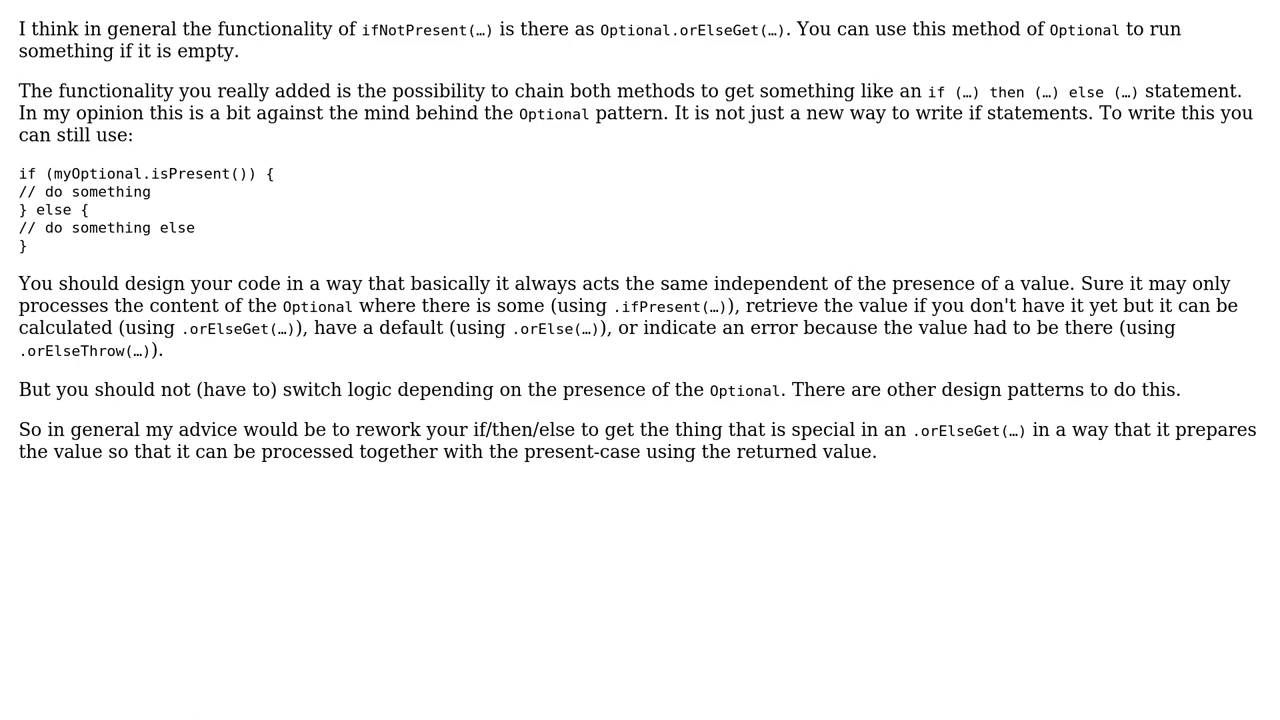 I think in general the functionality of ifNotPresent(…) is there as Optional.orElseGet(…). You can use this method of Optional to run
something if it is empty.
The functionality you really added is the possibility to chain both methods to get something like an if (…) then (…) else (…) statement.
In my opinion this is a bit against the mind behind the Optional pattern. It is not just a new way to write if statements. To write this you
can still use:
if (myOptional.isPresent()) {
// do something
} else {
// do something else
}
You should design your code in a way that basically it always acts the same independent of the presence of a value. Sure it may only
processes the content of the Optional where there is some (using .ifPresent(…)), retrieve the value if you don't have it yet but it can be
calculated (using .orElseGet(…)), have a default (using .orElse(…)), or indicate an error because the value had to be there (using
.orElseThrow(…)).
But you should not (have to) switch logic depending on the presence of the Optional. There are other design patterns to do this.
So in general my advice would be to rework your if/then/else to get the thing that is special in an .orElseGet(…) in a way that it prepares
the value so that it can be processed together with the present-case using the returned value.